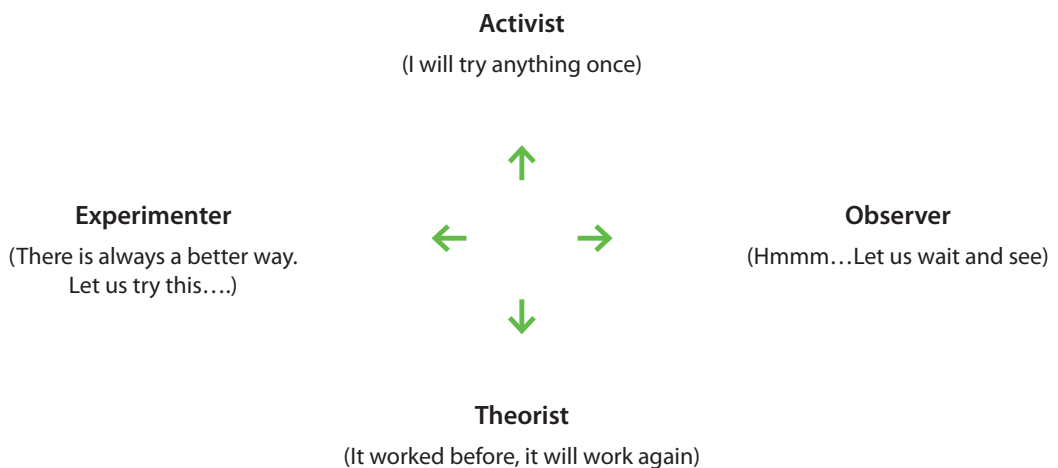 Activist
(I will try anything once)
Experimenter
(There is always a better way.
Let us try this….)
Observer
(Hmmm…Let us wait and see)
Theorist
(It worked before, it will work again)